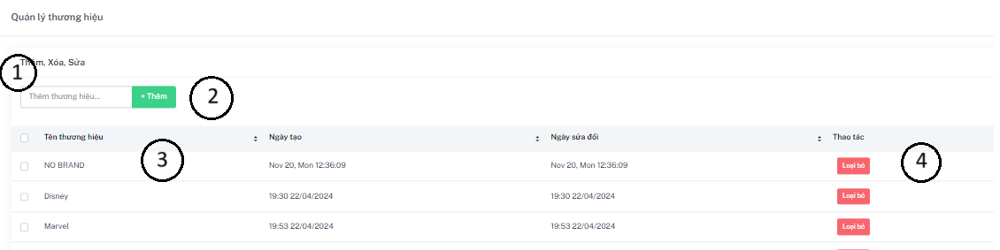 Quản lý thương hiệu
Thêm, Xóa, Sửa
1
Thêm thương hiệu... + Thêm
2
Tên thương hiệu Ngày tạo Ngày sửa đổi Thao tác
3
NO BRAND Nov 20, Mon 12:36:09 Nov 20, Mon 12:36:09 Loại bỏ
4
Disney 19:30 22/04/2024 19:30 22/04/2024 Loại bỏ
Marvel 19:53 22/04/2024 19:53 22/04/2024 Loại bỏ